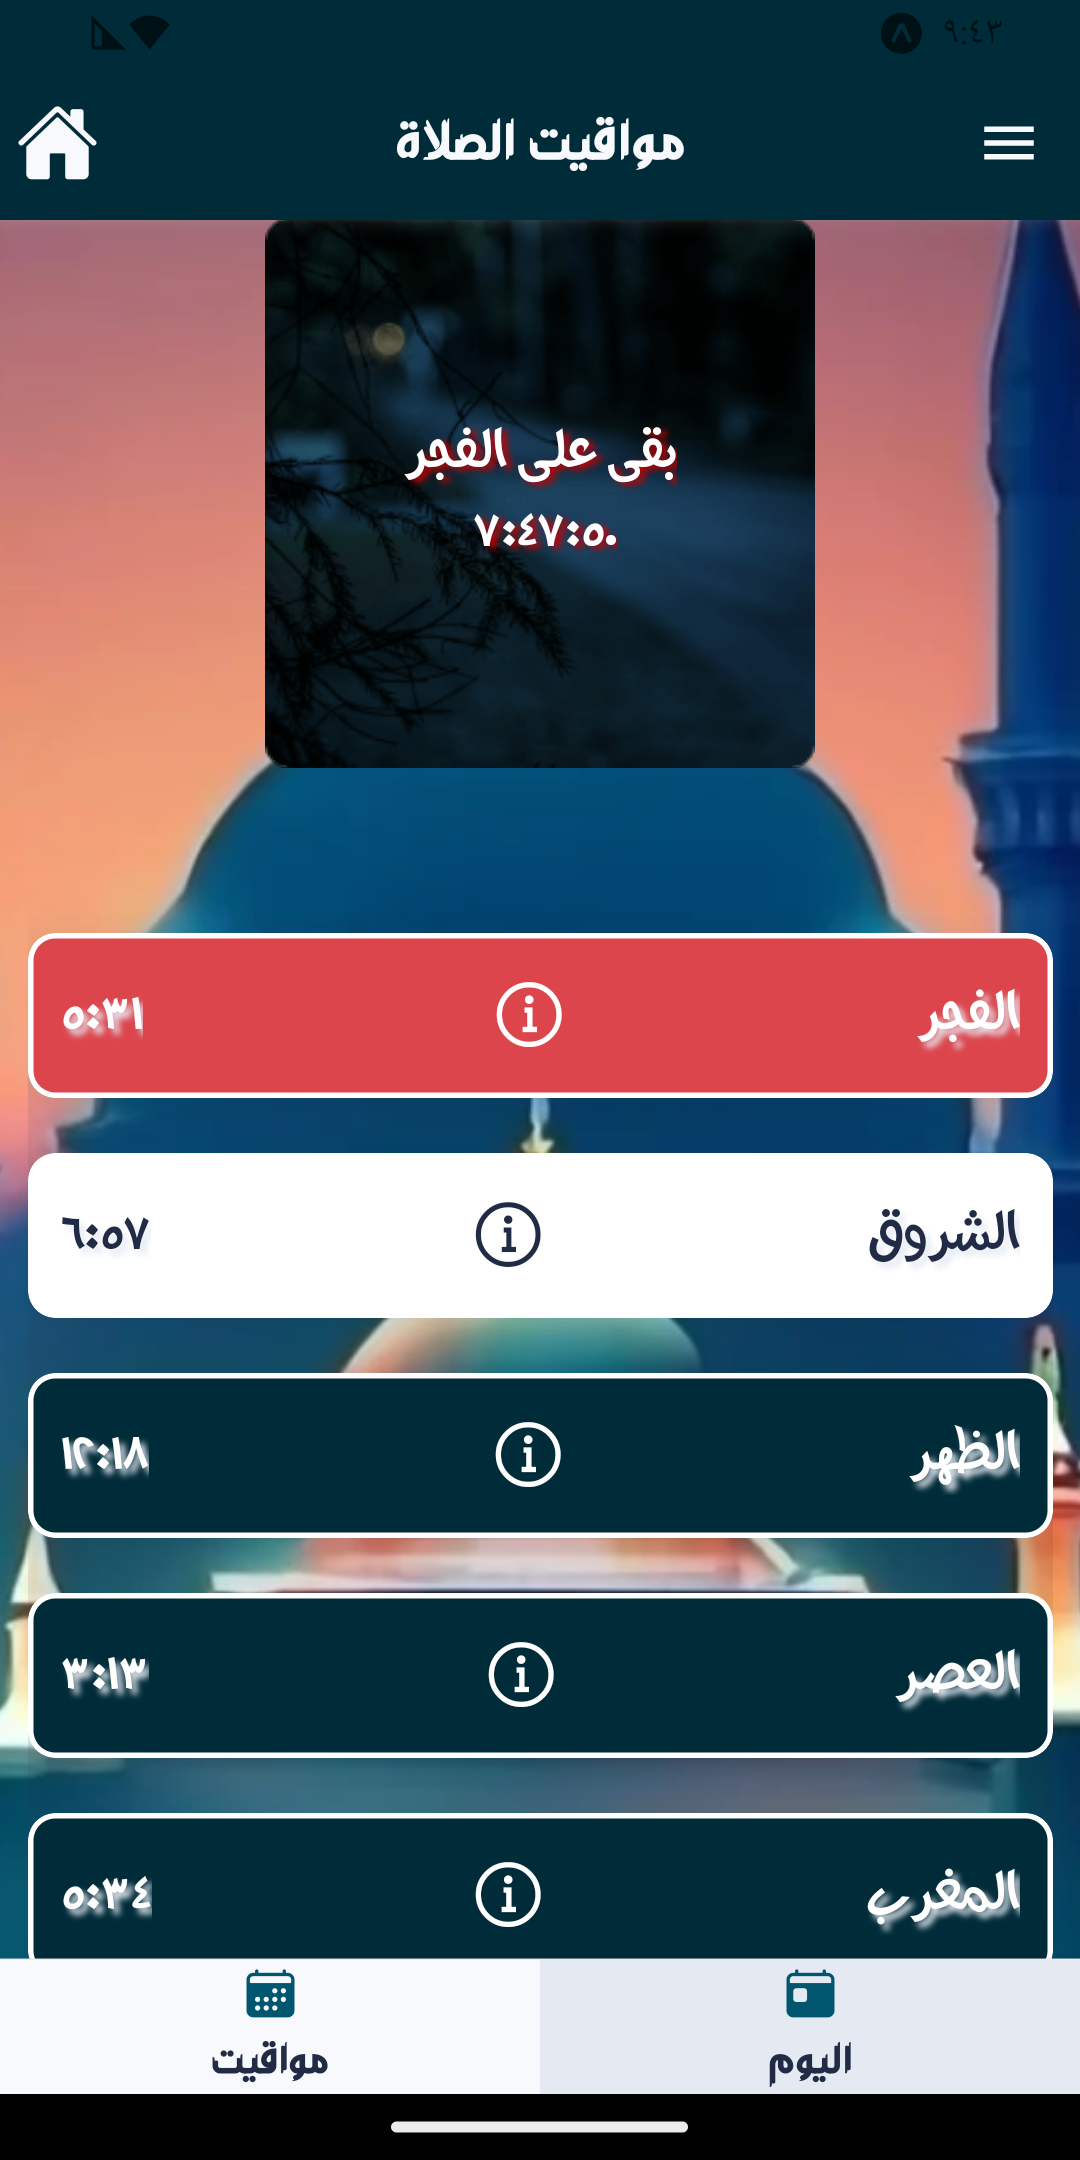 ٩:٤٣
مواقيت الصلاة
بقى على الفجر
٧:٤٧:٥٠
الفجر ٥:٣١
الشروق ٦:٥٧
الظهر ١٢:١٨
العصر ٣:١٣
المغرب ٥:٣٤
اليوم
مواقيت